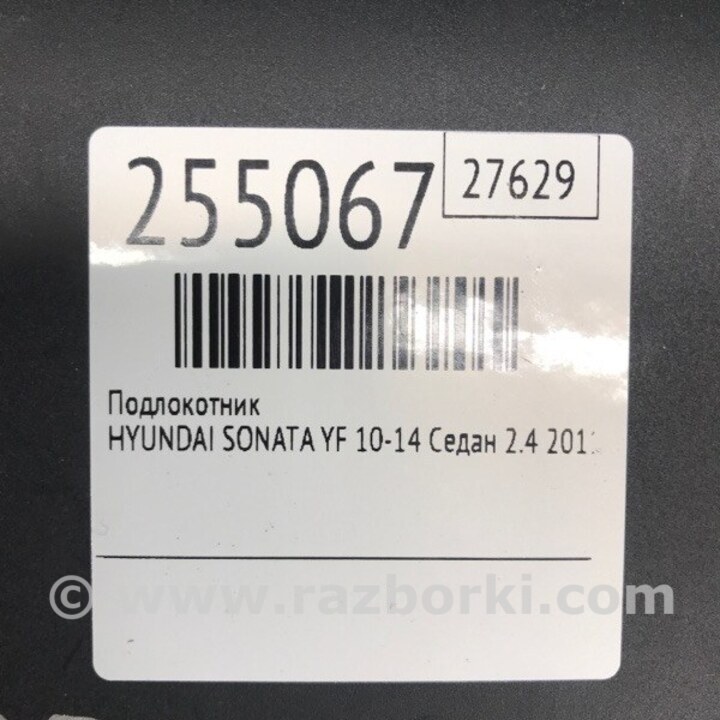 255067
27629
Подлокотник
HYUNDAI SONATA YF 10-14 Седан 2.4
© www.razborki.com